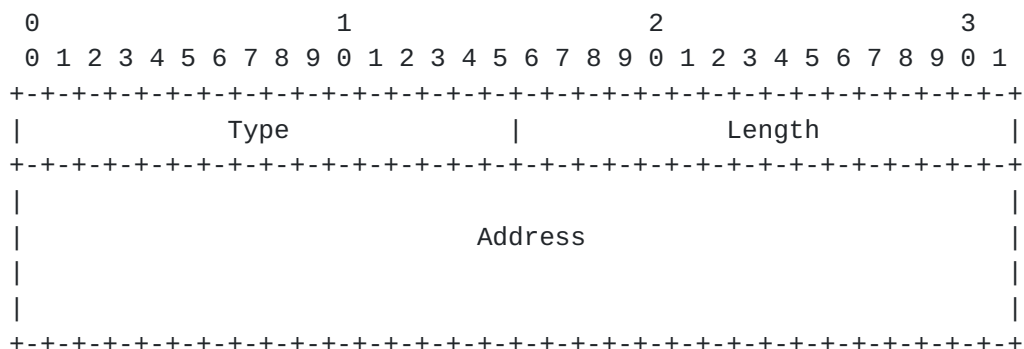 0                   1                   2                   3
 0 1 2 3 4 5 6 7 8 9 0 1 2 3 4 5 6 7 8 9 0 1 2 3 4 5 6 7 8 9 0 1
+-+-+-+-+-+-+-+-+-+-+-+-+-+-+-+-+-+-+-+-+-+-+-+-+-+-+-+-+-+-+-+-+
|             Type              |             Length            |
+-+-+-+-+-+-+-+-+-+-+-+-+-+-+-+-+-+-+-+-+-+-+-+-+-+-+-+-+-+-+-+-+
|                                                               |
|                             Address                           |
|                                                               |
|                                                               |
+-+-+-+-+-+-+-+-+-+-+-+-+-+-+-+-+-+-+-+-+-+-+-+-+-+-+-+-+-+-+-+-+